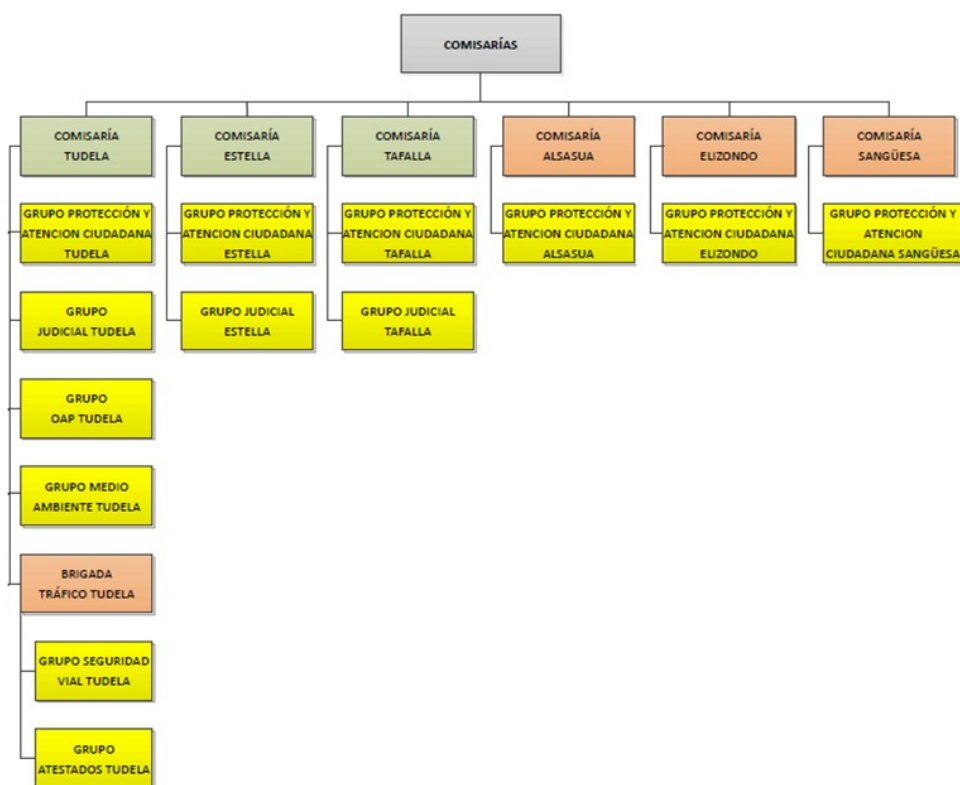 COMISARÍAS
COMISARÍA
TUDELA
COMISARÍA
ESTELLA
COMISARÍA
TAFALLA
COMISARÍA
ALSASUA
COMISARÍA
ELIZONDO
COMISARÍA
SANGÜESA
GRUPO PROTECCIÓN Y
ATENCION CIUDADANA
TUDELA
GRUPO PROTECCIÓN Y
ATENCION CIUDADANA
ESTELLA
GRUPO PROTECCIÓN Y
ATENCION CIUDADANA
TAFALLA
GRUPO PROTECCIÓN Y
ATENCION CIUDADANA
ALSASUA
GRUPO PROTECCIÓN Y
ATENCION CIUDADANA
ELIZONDO
GRUPO PROTECCIÓN Y
ATENCION
CIUDADANA SANGÜESA
GRUPO
JUDICIAL TUDELA
GRUPO JUDICIAL
ESTELLA
GRUPO JUDICIAL
TAFALLA
GRUPO
OAP TUDELA
GRUPO MEDIO
AMBIENTE TUDELA
BRIGADA
TRÁFICO TUDELA
GRUPO SEGURIDAD
VIAL TUDELA
GRUPO
ATESTADOS TUDELA